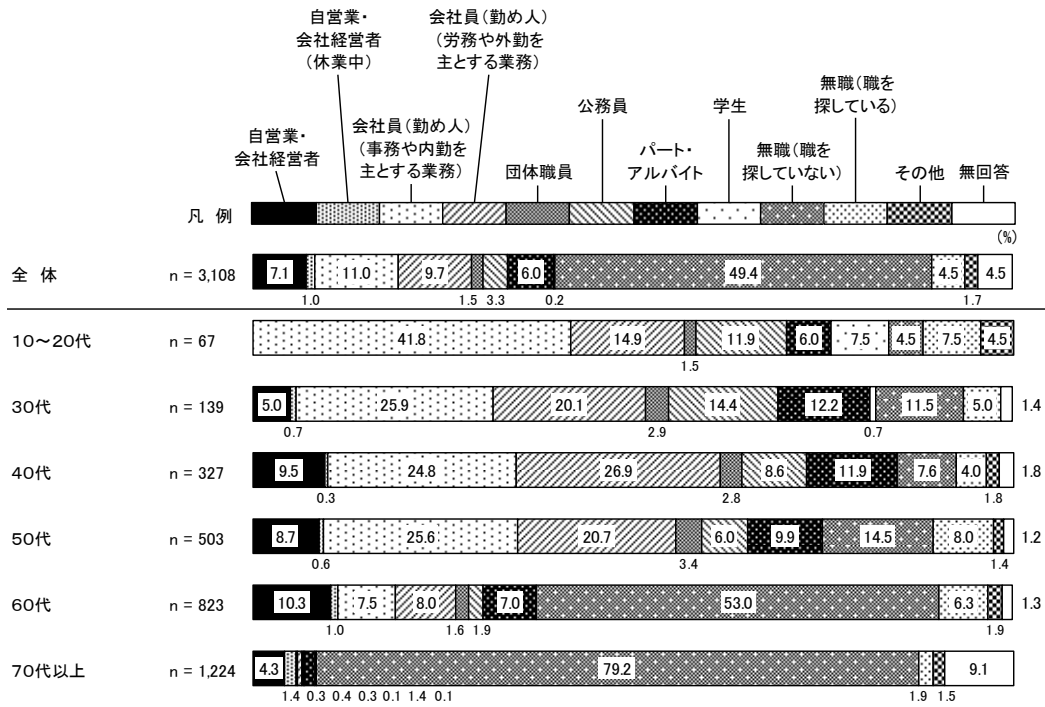 自営業・
会社経営者
自営業・
会社経営者
(休業中)
会社員(勤め人)
(事務や内勤を
主とする業務)
会社員(勤め人)
(労務や外勤を
主とする業務)
団体職員
公務員
パート・
アルバイト
学生
無職(職を
探していない)
無職(職を
探している)
その他
無回答
凡 例
(%)
全 体 n = 3,108 7.1 11.0 9.7 6.0 49.4 4.5 4.5
1.0 1.5 3.3 0.2 1.7
10~20代 n = 67 41.8 14.9 11.9 6.0 7.5 4.5 7.5 4.5
1.5
30代 n = 139 5.0 25.9 20.1 14.4 12.2 11.5 5.0 1.4
0.7 2.9 0.7
40代 n = 327 9.5 24.8 26.9 8.6 11.9 7.6 4.0 1.8
0.3 2.8 1.8
50代 n = 503 8.7 25.6 20.7 6.0 9.9 14.5 8.0 1.2
0.6 3.4 1.4
60代 n = 823 10.3 7.5 8.0 7.0 53.0 6.3 1.3
1.0 1.6 1.9 1.9
70代以上 n = 1,224 4.3 79.2 9.1
1.4 0.3 0.4 0.3 0.1 1.4 0.1 1.9 1.5